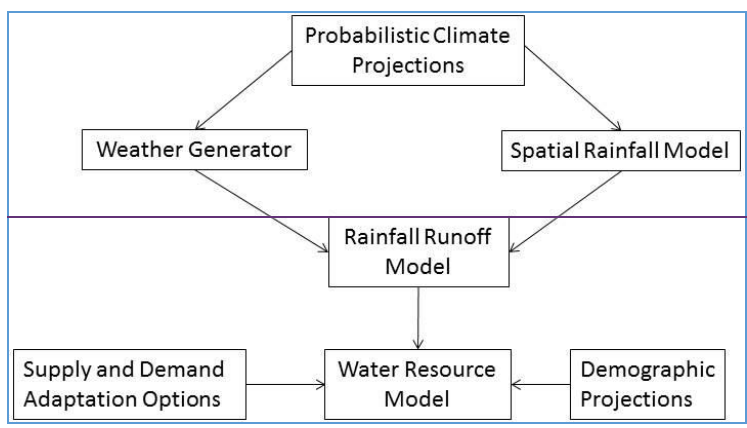 Probabilistic Climate
Projections
Weather Generator
Spatial Rainfall Model
Rainfall Runoff
Model
Supply and Demand
Adaptation Options
Water Resource
Model
Demographic
Projections